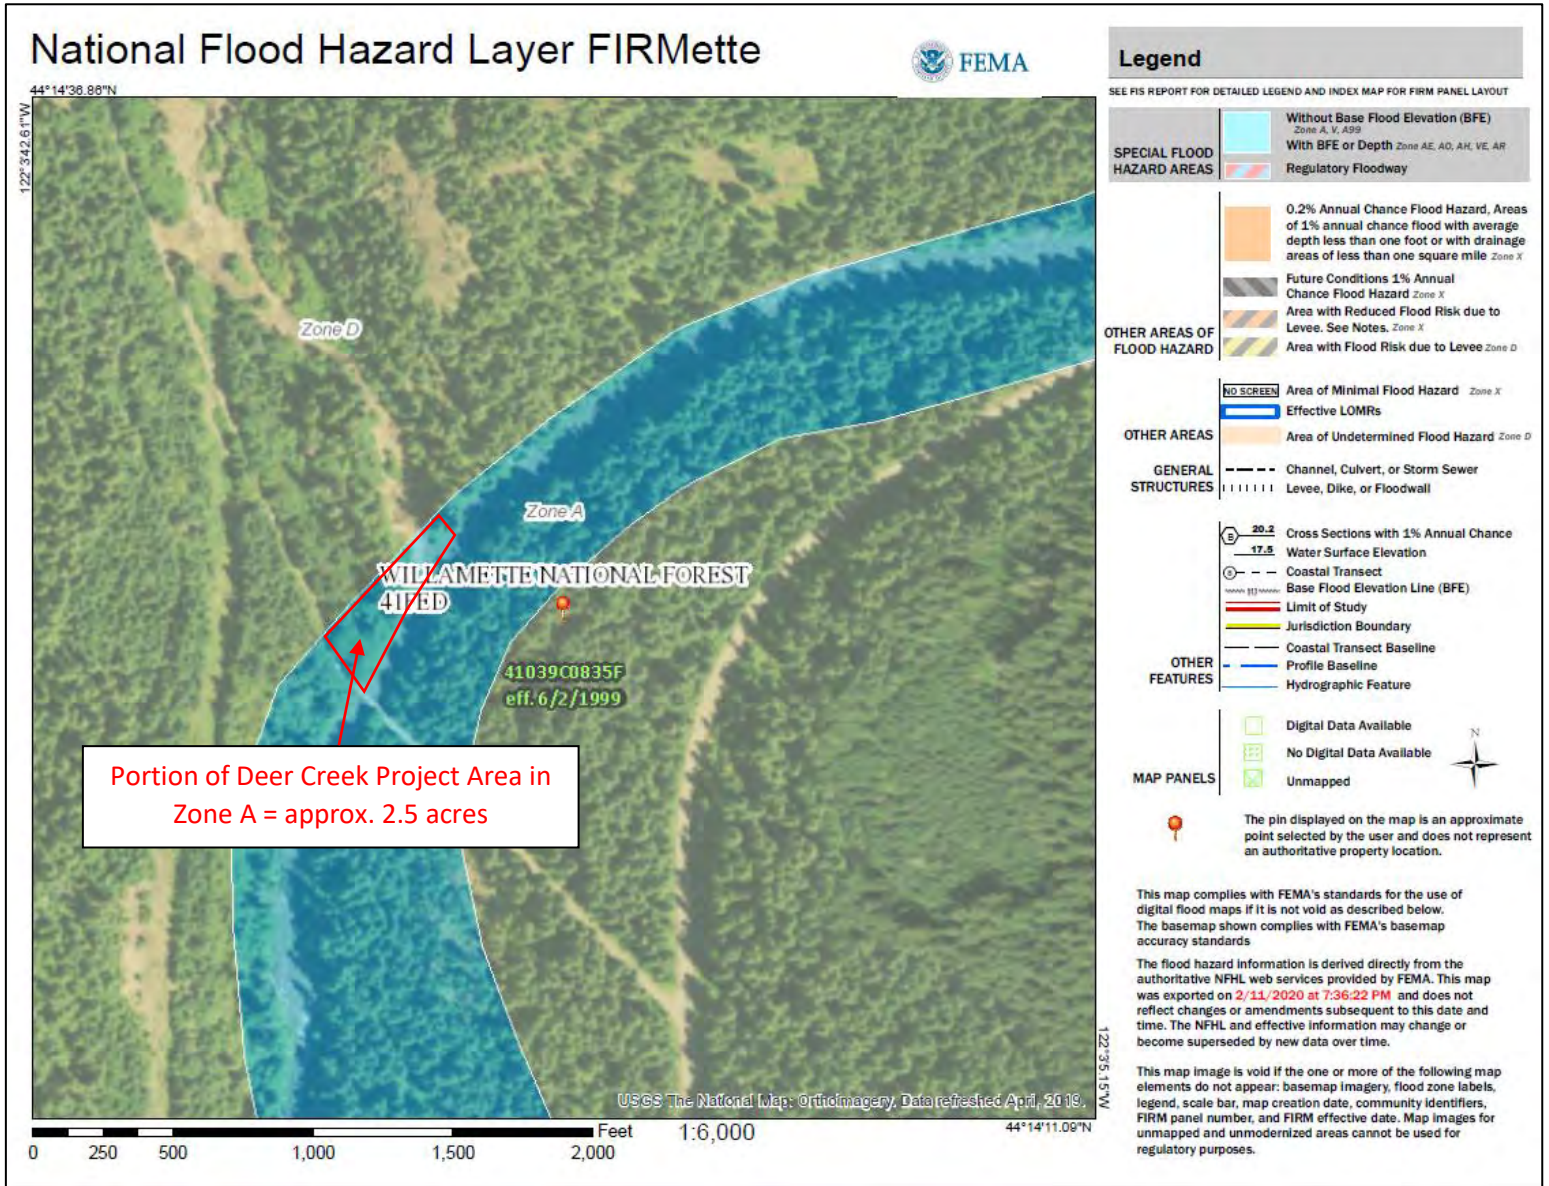 National Flood Hazard Layer FIRMette
FEMA
44°14'36.86"N
122°3'42.61"W
Zone D
Zone A
WILLAMETTE NATIONAL FOREST
41FED
41039C0835F
eff. 6/2/1999
Portion of Deer Creek Project Area in
Zone A = approx. 2.5 acres
USGS The National Map: Orthoimagery. Data refreshed April, 2019.
122°3'5.15"W
44°14'11.09"N
Feet
1:6,000
0 250 500 1,000 1,500 2,000
Legend
SEE FIS REPORT FOR DETAILED LEGEND AND INDEX MAP FOR FIRM PANEL LAYOUT
SPECIAL FLOOD
HAZARD AREAS
Without Base Flood Elevation (BFE)
Zone A, V, A99
With BFE or Depth Zone AE, AO, AH, VE, AR
Regulatory Floodway
OTHER AREAS OF
FLOOD HAZARD
0.2% Annual Chance Flood Hazard, Areas
of 1% annual chance flood with average
depth less than one foot or with drainage
areas of less than one square mile Zone X
Future Conditions 1% Annual
Chance Flood Hazard Zone X
Area with Reduced Flood Risk due to
Levee. See Notes. Zone X
Area with Flood Risk due to Levee Zone D
OTHER AREAS
NO SCREEN Area of Minimal Flood Hazard Zone X
Effective LOMRs
Area of Undetermined Flood Hazard Zone D
GENERAL
STRUCTURES
Channel, Culvert, or Storm Sewer
Levee, Dike, or Floodwall
OTHER
FEATURES
B 20.2 Cross Sections with 1% Annual Chance
17.5 Water Surface Elevation
8 Coastal Transect
513 Base Flood Elevation Line (BFE)
Limit of Study
Jurisdiction Boundary
Coastal Transect Baseline
Profile Baseline
Hydrographic Feature
MAP PANELS
Digital Data Available
No Digital Data Available
Unmapped
N
The pin displayed on the map is an approximate
point selected by the user and does not represent
an authoritative property location.
This map complies with FEMA's standards for the use of
digital flood maps if it is not void as described below.
The basemap shown complies with FEMA's basemap
accuracy standards
The flood hazard information is derived directly from the
authoritative NFHL web services provided by FEMA. This map
was exported on 2/11/2020 at 7:36:22 PM and does not
reflect changes or amendments subsequent to this date and
time. The NFHL and effective information may change or
become superseded by new data over time.
This map image is void if the one or more of the following map
elements do not appear: basemap imagery, flood zone labels,
legend, scale bar, map creation date, community identifiers,
FIRM panel number, and FIRM effective date. Map images for
unmapped and unmodernized areas cannot be used for
regulatory purposes.